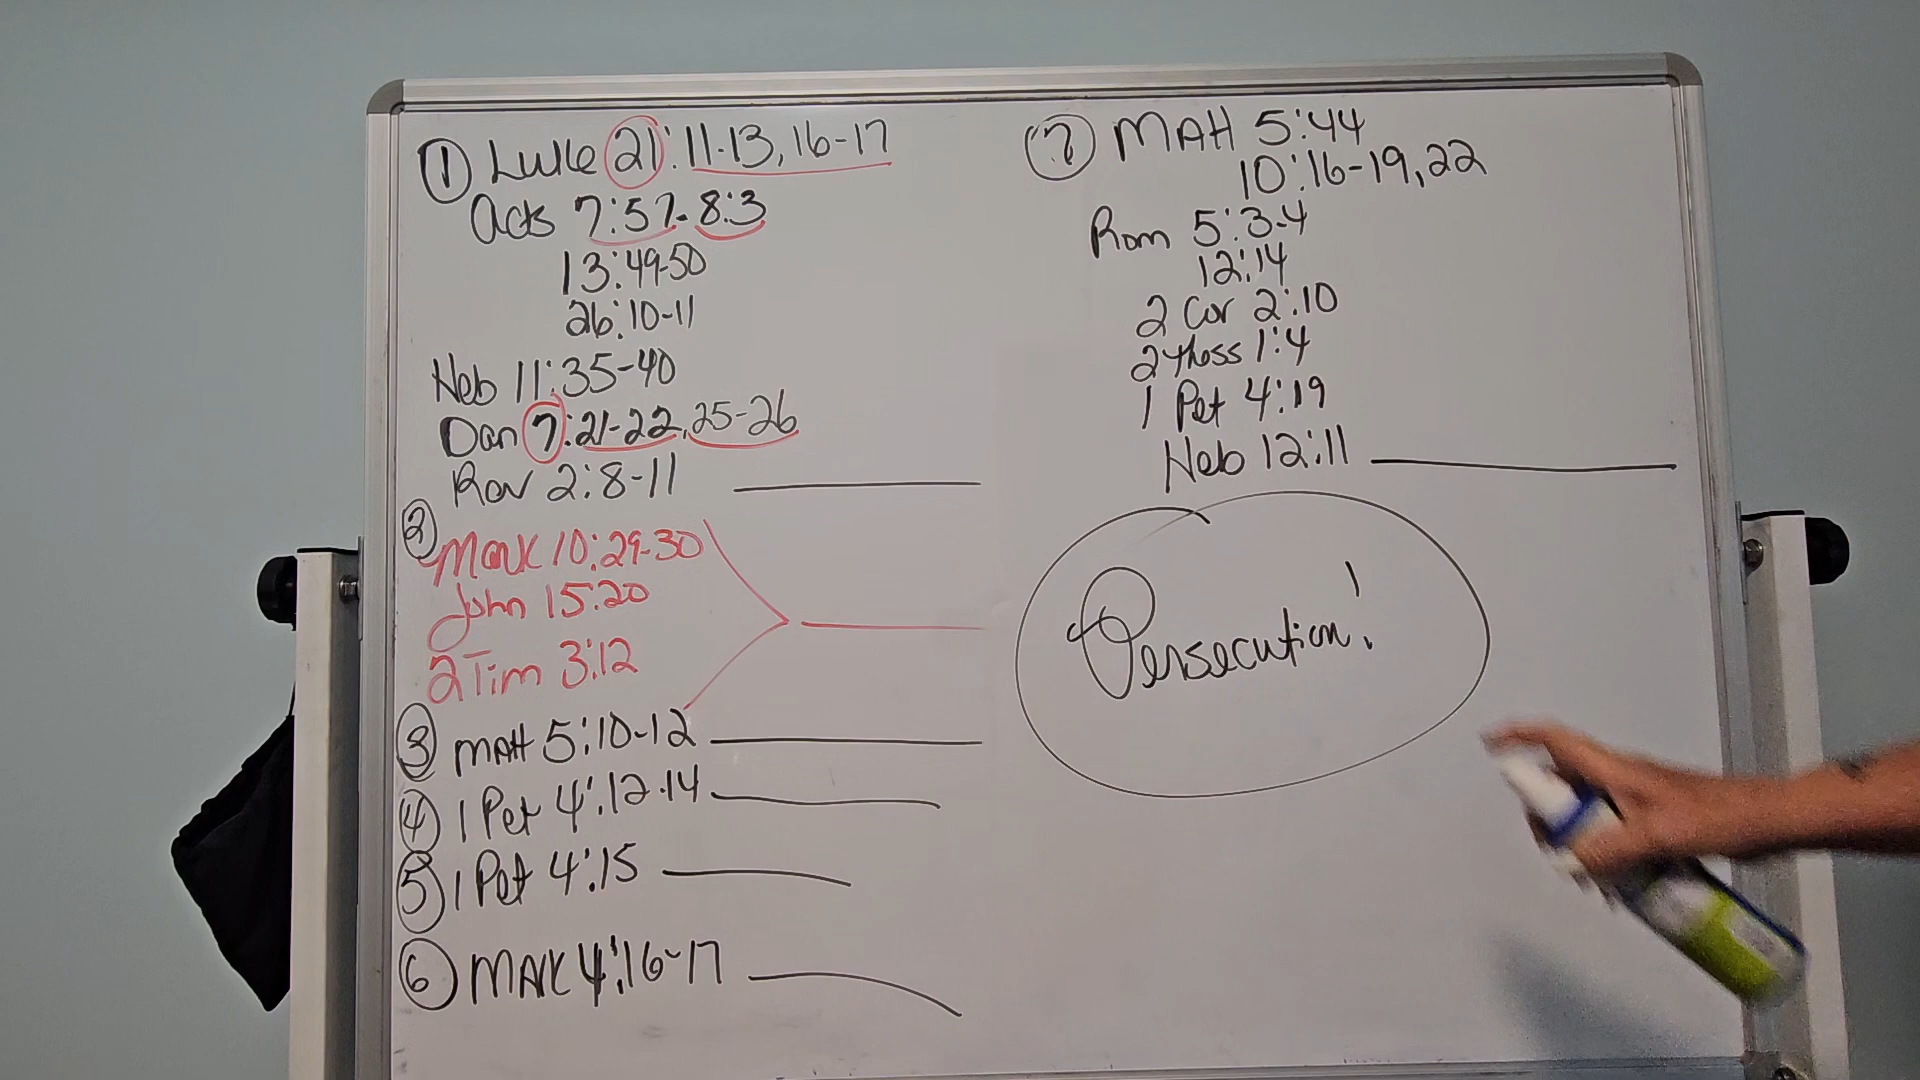 ① Luke 21:11-13,16-17
Acts 7:57-8:3
13:49-50
26:10-11
Heb 11:35-40
Dan 7:21-22,25-26
Rev 2:8-11
②
Mark 10:29-30
John 15:20
2 Tim 3:12
③ MAtt 5:10-12
④ 1 Pet 4:12-14
⑤ 1 Pet 4:15
⑥ MArk 4:16-17
⑦ MAtt 5:44
10:16-19,22
Rom 5:3-4
12:14
2 Cor 2:10
2 Thess 1:4
1 Pet 4:19
Heb 12:11
Persecution!